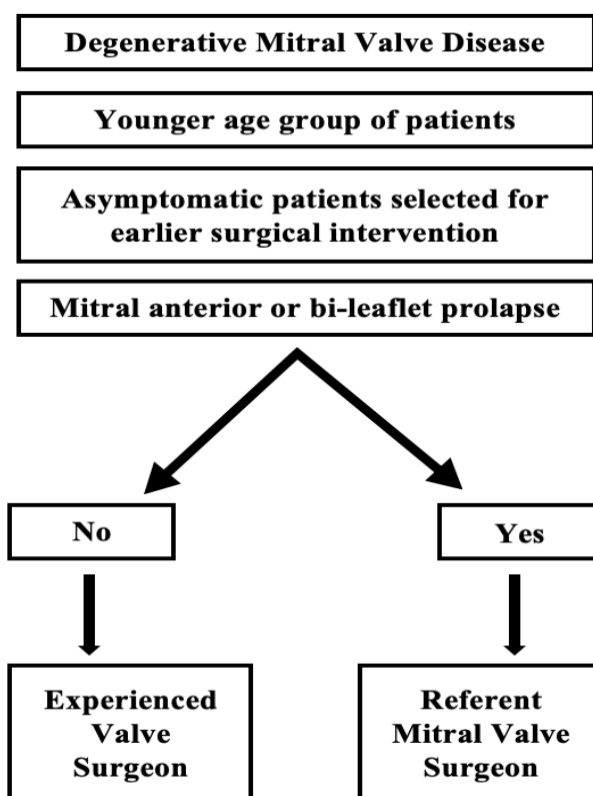 Degenerative Mitral Valve Disease
Younger age group of patients
Asymptomatic patients selected for
earlier surgical intervention
Mitral anterior or bi-leaflet prolapse
No
Yes
Experienced
Valve
Surgeon
Referent
Mitral Valve
Surgeon